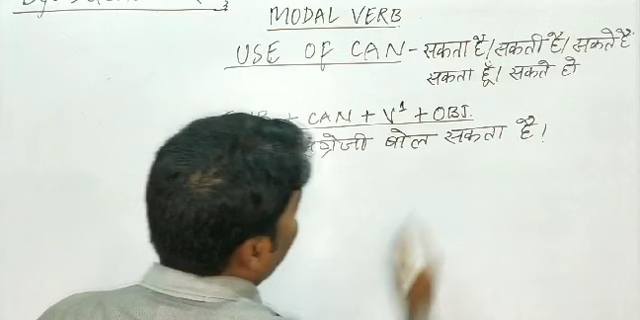 MODAL VERB
USE OF CAN - सकता है। सकती है। सकते हैं
सकता हूँ। सकते हो
+ CAN + V¹ + OBJ.
बोल सकता है।